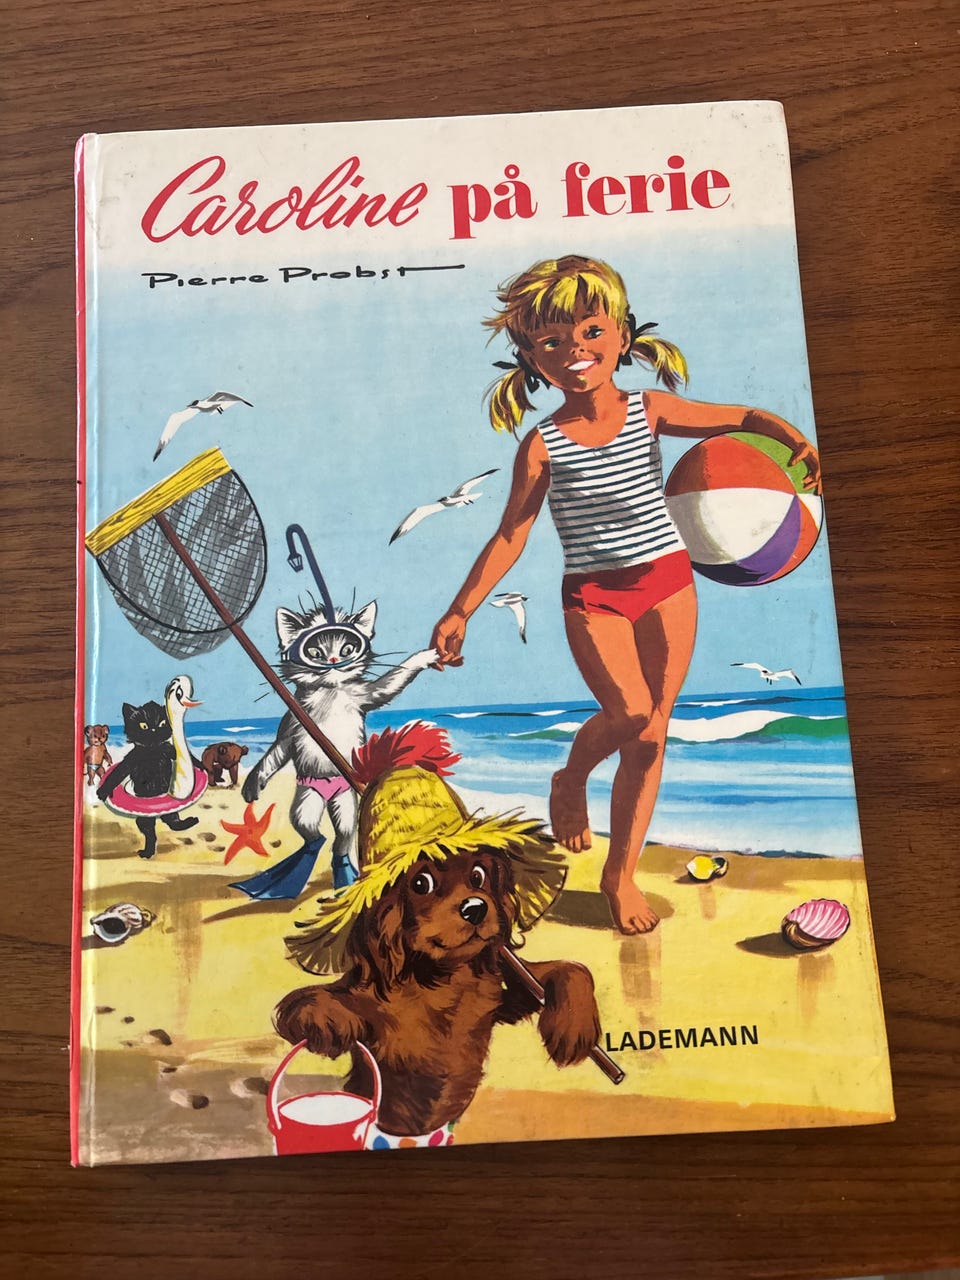 Caroline på ferie
Pierre Probst
LADEMANN